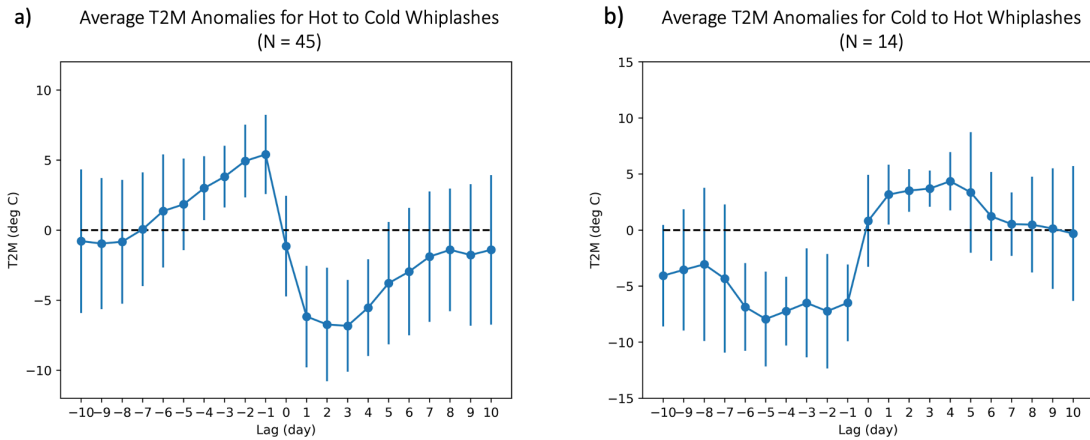 a)
Average T2M Anomalies for Hot to Cold Whiplashes
(N = 45)
10
5
0
−5
−10
T2M (deg C)
−10 −9 −8 −7 −6 −5 −4 −3 −2 −1 0 1 2 3 4 5 6 7 8 9 10
Lag (day)
b)
Average T2M Anomalies for Cold to Hot Whiplashes
(N = 14)
15
10
5
0
−5
−10
−15
T2M (deg C)
−10 −9 −8 −7 −6 −5 −4 −3 −2 −1 0 1 2 3 4 5 6 7 8 9 10
Lag (day)